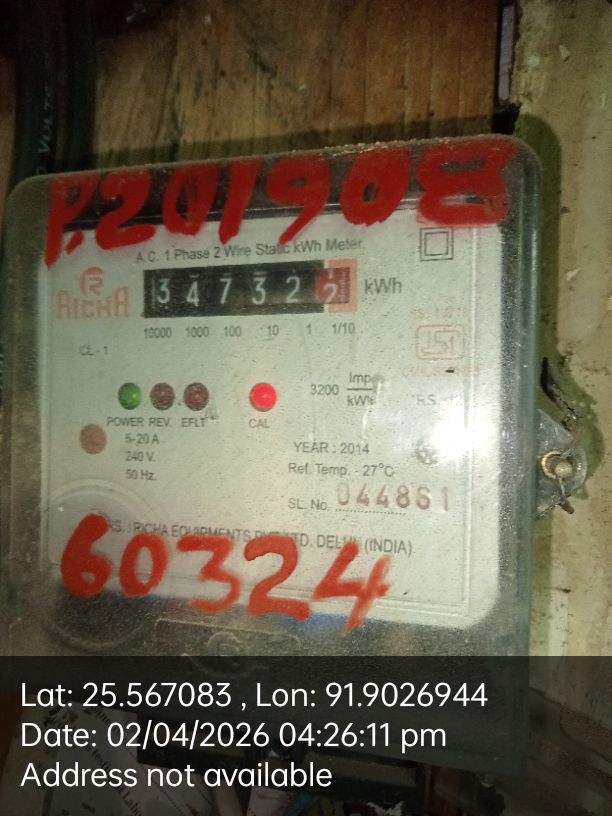 VOLTS
P.201908
A.C. 1 Phase 2 Wire Static kWh Meter.
R
RICHA
347322 kWh
10000 1000 100 10 1 1/10
CL - 1
ISI
3200 Imp/kWh
POWER REV. EFLT CAL
5-20 A
240 V.
50 Hz.
YEAR : 2014
Ref. Temp. - 27°C
SL. No. 044861
RICHA EQUIPMENTS LTD. DELHI (INDIA)
60324
Lat: 25.567083 , Lon: 91.9026944
Date: 02/04/2026 04:26:11 pm
Address not available